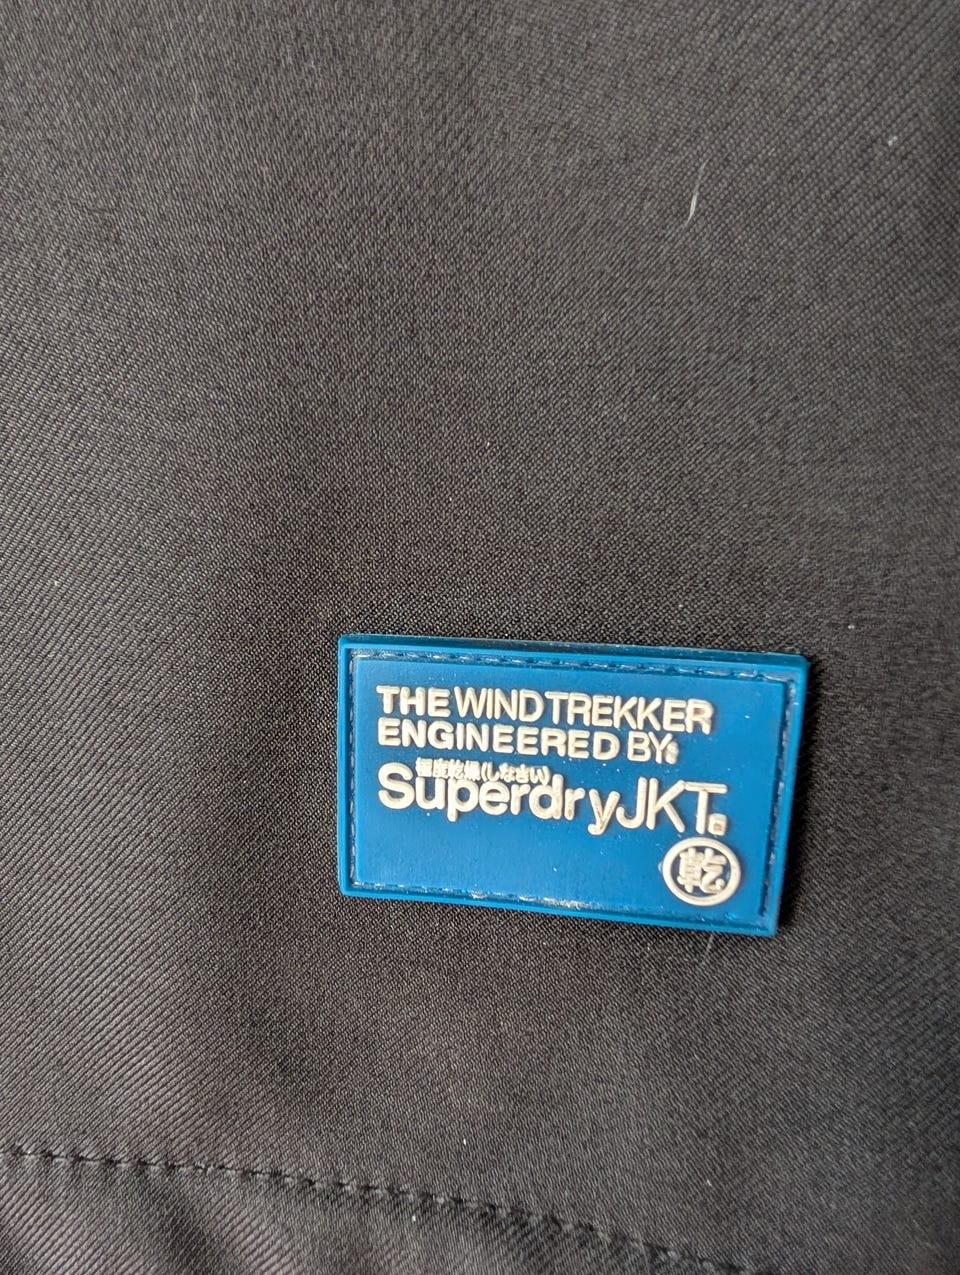 THE WINDTREKKER
ENGINEERED BY:
極度乾燥(しなさい)
SuperdryJKT.
乾